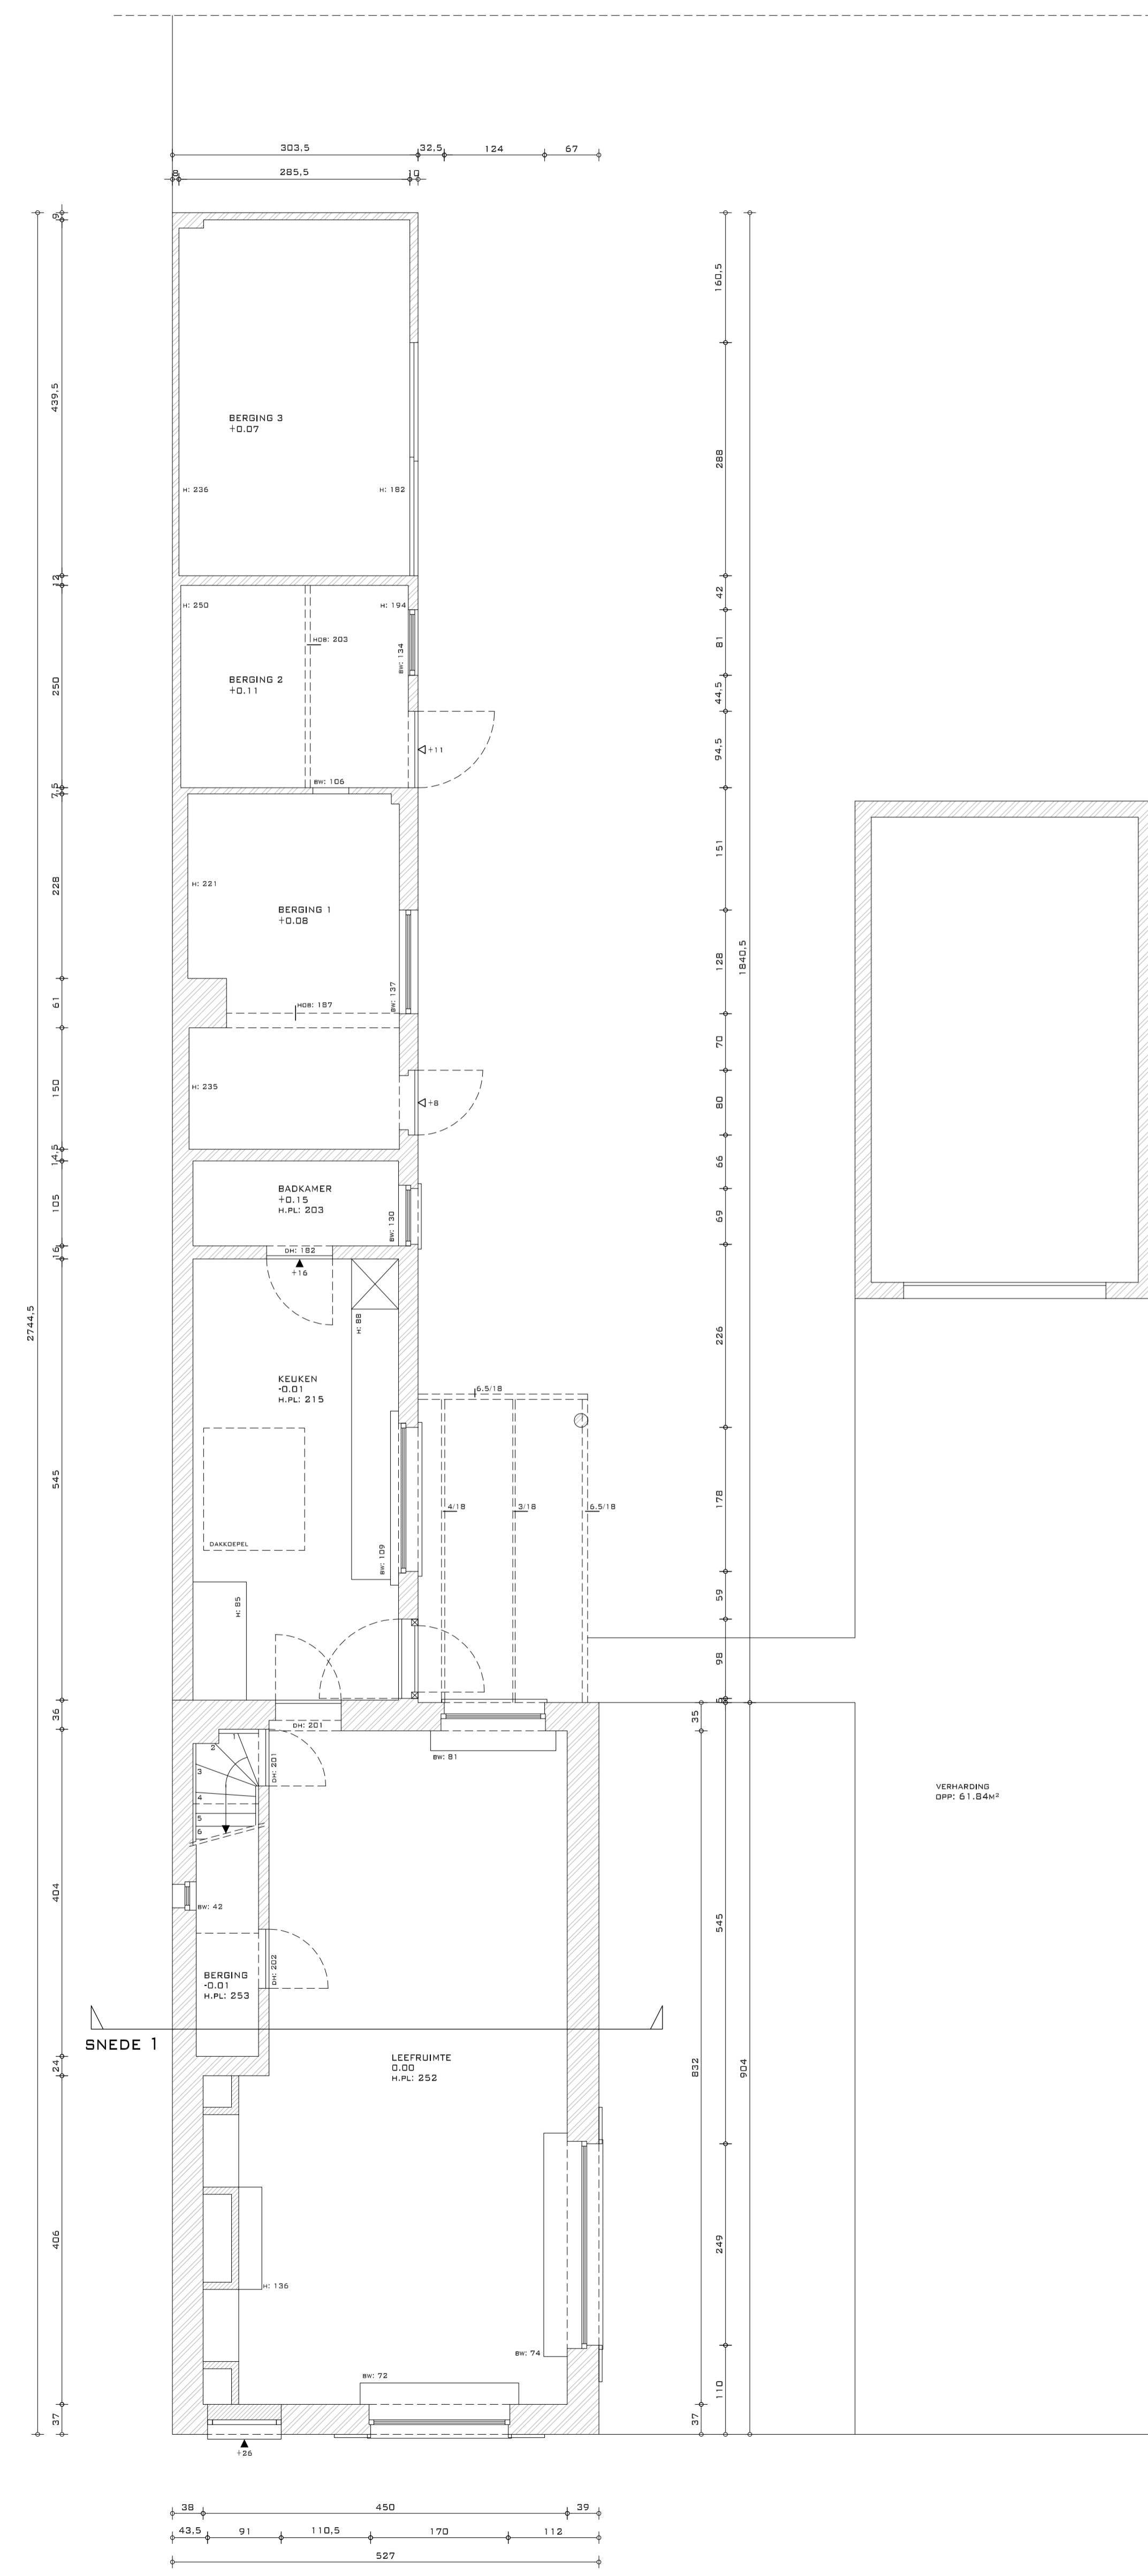 303,5
32,5
124
67
8
285,5
10
9
439,5
12
250
7,5
228
61
150
14,5
105
16
545
36
404
24
406
37
2744,5
160,5
288
42
81
44,5
94,5
151
128
70
80
66
69
226
178
59
98
5
1840,5
35
832
37
545
249
110
904
BERGING 3
+0.07
H: 236
H: 182
H: 250
H: 194
HOB: 203
BW: 134
BERGING 2
+0.11
+11
BW: 106
H: 221
BERGING 1
+0.08
BW: 137
HOB: 187
H: 235
+8
BADKAMER
+0.15
H.PL: 203
BW: 130
DH: 182
+16
H: 88
KEUKEN
-0.01
H.PL: 215
6.5/18
4/18
3/18
6.5/18
DAKKOEPEL
BW: 109
H: 85
DH: 201
BW: 81
DH: 201
1
2
3
4
5
6
VERHARDING
OPP: 61.84M²
BW: 42
DH: 202
BERGING
-0.01
H.PL: 253
SNEDE 1
LEEFRUIMTE
0.00
H.PL: 252
H: 136
BW: 74
BW: 72
+26
38
450
39
43,5
91
110,5
170
112
527